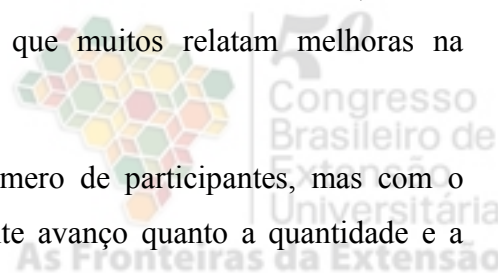 que muitos relatam melhoras na
Congresso
Brasileiro de
mero de participantes, mas com o
Extensão
Universitária
te avanço quanto a quantidade e a
As Fronteiras da Extensão